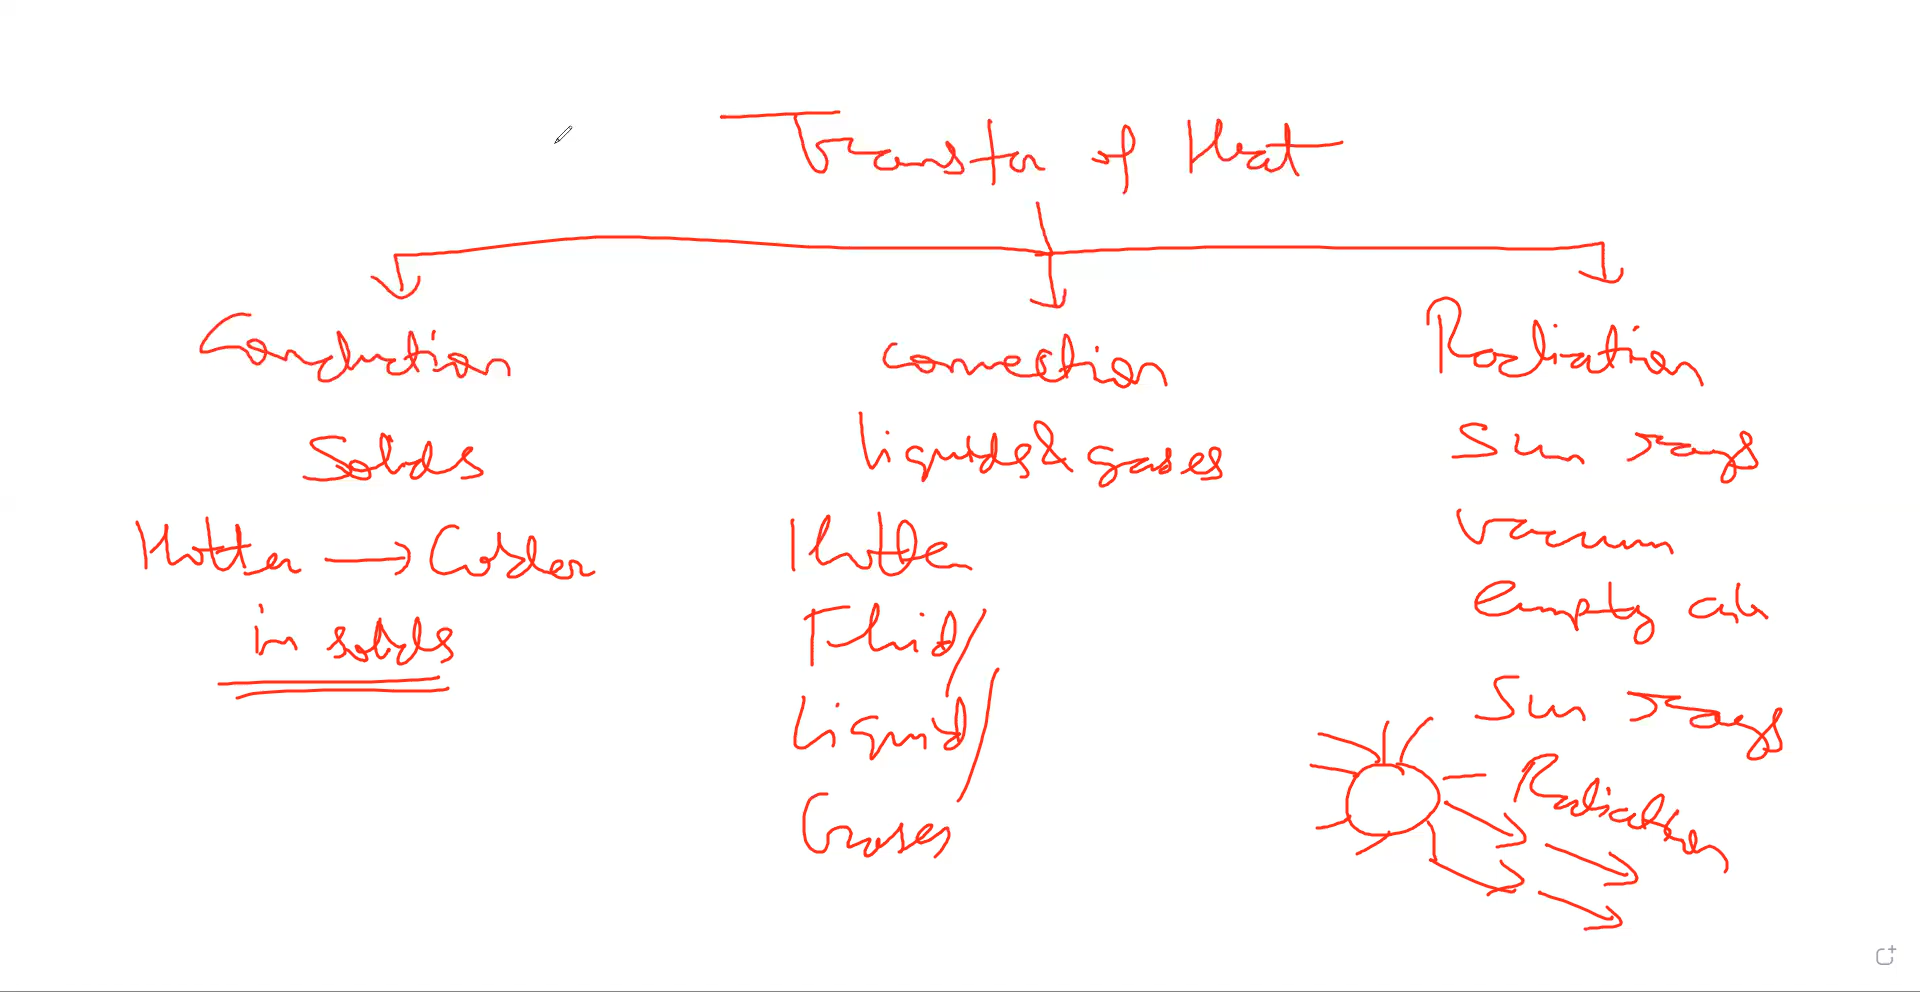 Transfer of Heat
Conduction
Solids
Hotter → Colder
in solids
convection
liquids & gases
Hotter
Fluid/
Liquid/
Gases
Radiation
Sun rays
vacuum
empty
Sun rays
Radiation